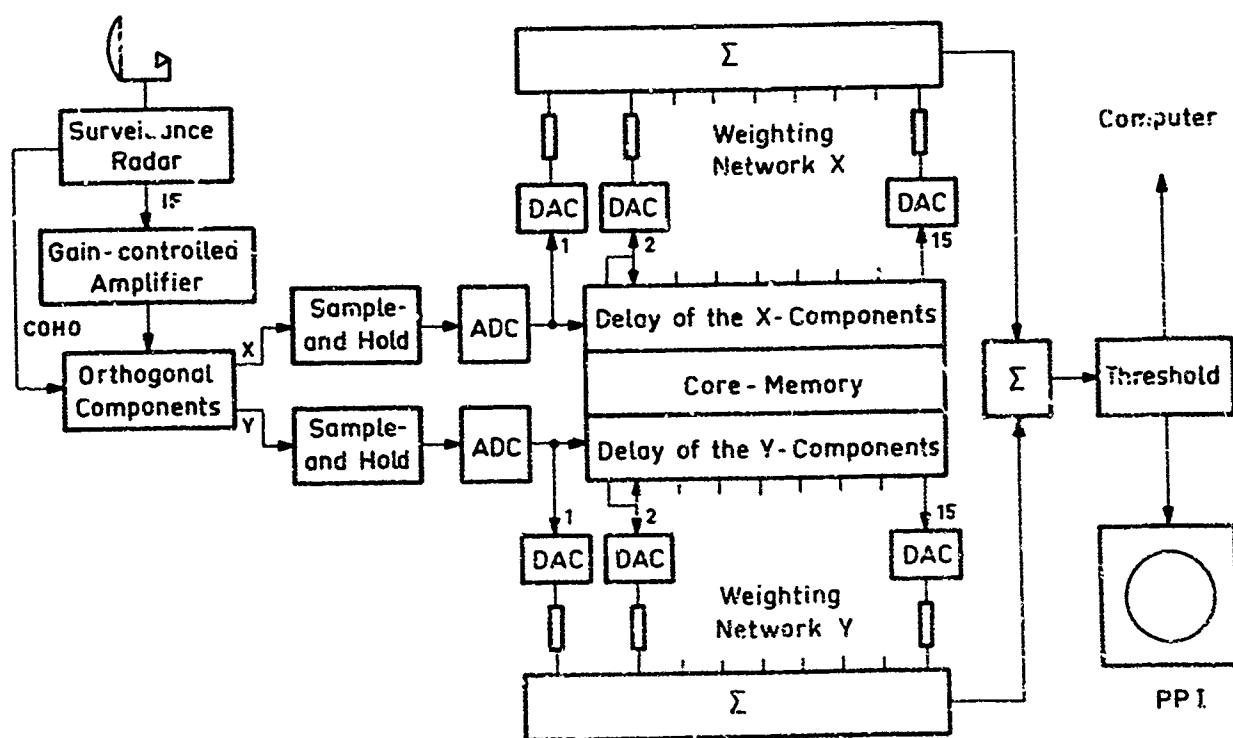 Σ
Surveillance
Radar
IF
Gain-controlled
Amplifier
COHO
Orthogonal
Components
X
Y
Sample-
and Hold
ADC
Sample-
and Hold
ADC
Weighting
Network X
DAC
DAC
DAC
1
2
15
Delay of the X-Components
Core-Memory
Delay of the Y-Components
1
2
15
DAC
DAC
DAC
Weighting
Network Y
Σ
Σ
Computer
Threshold
PPI